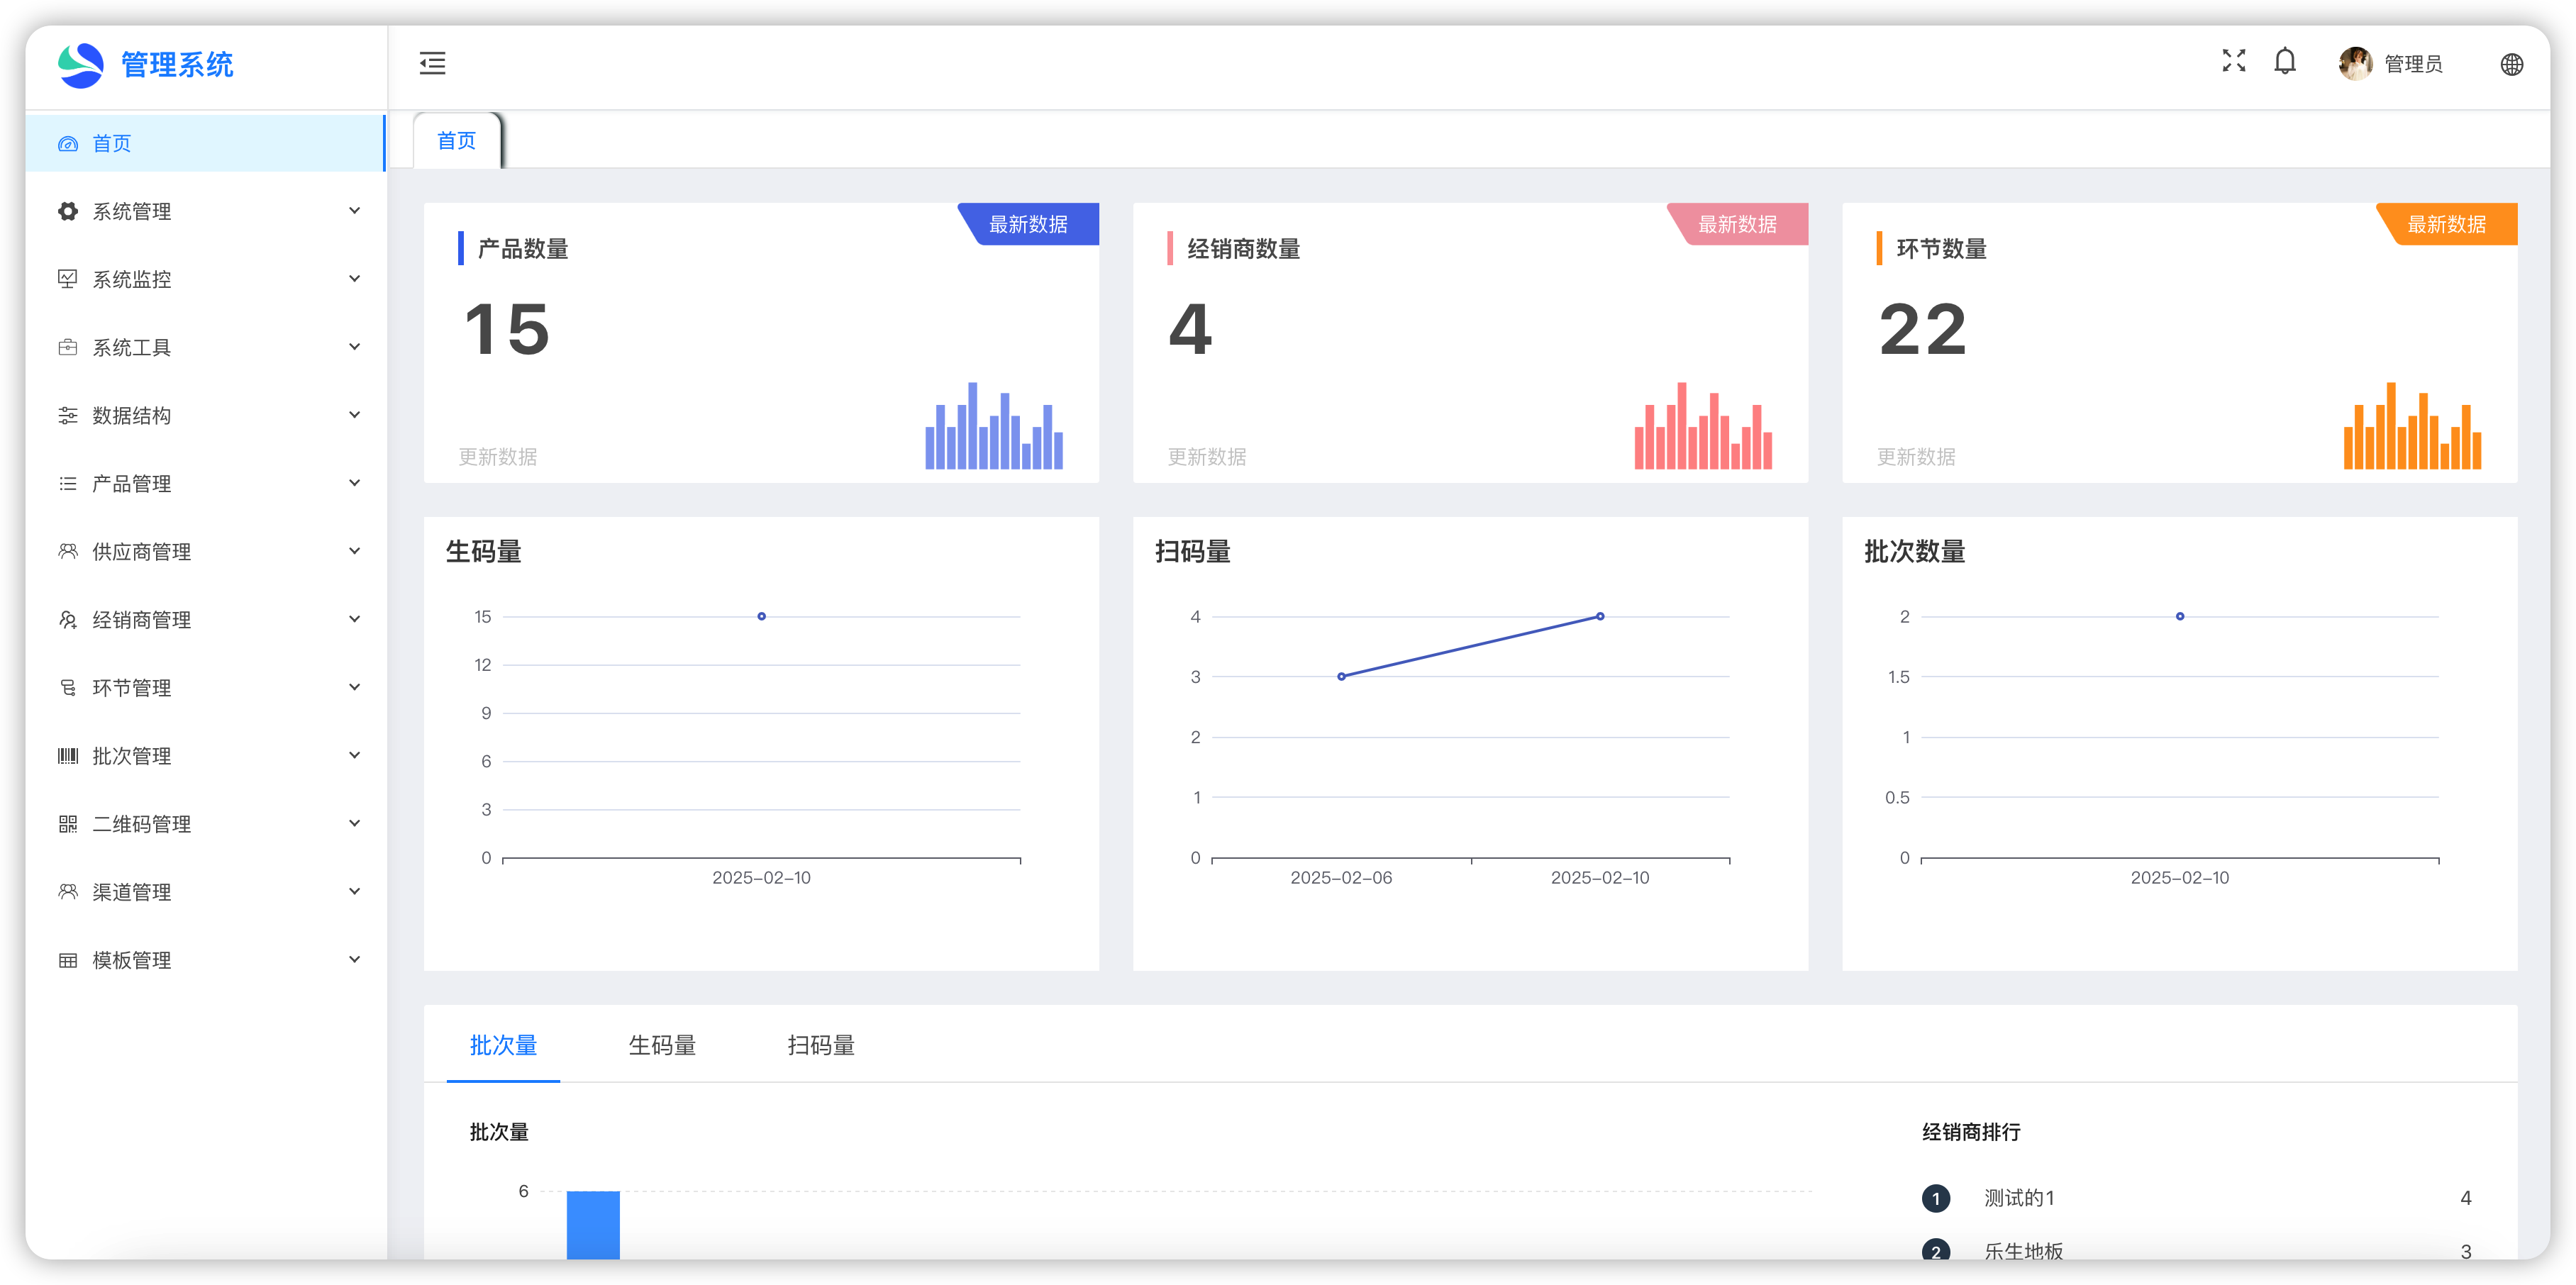 管理系统
管理员
首页
系统管理
系统监控
系统工具
数据结构
产品管理
供应商管理
经销商管理
环节管理
批次管理
二维码管理
渠道管理
模板管理
首页
产品数量
最新数据
15
更新数据
经销商数量
最新数据
4
更新数据
环节数量
最新数据
22
更新数据
生码量
15
12
9
6
3
0
2025-02-10
扫码量
4
3
2
1
0
2025-02-06 2025-02-10
批次数量
2
1.5
1
0.5
0
2025-02-10
批次量 生码量 扫码量
批次量
6
经销商排行
1 测试的1 4
2 乐生地板 3